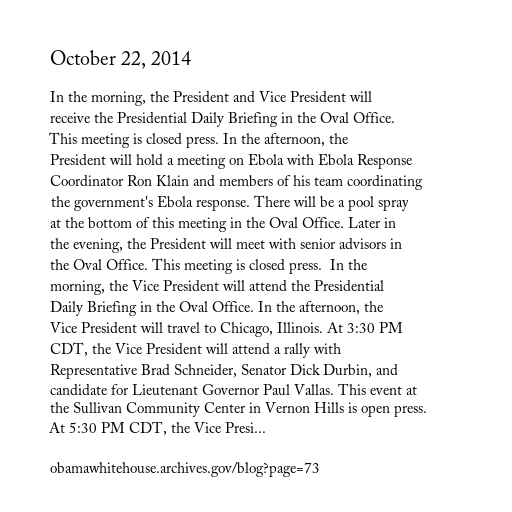 October 22, 2014
In the morning, the President and Vice President will
receive the Presidential Daily Briefing in the Oval Office.
This meeting is closed press. In the afternoon, the
President will hold a meeting on Ebola with Ebola Response
Coordinator Ron Klain and members of his team coordinating
the government's Ebola response. There will be a pool spray
at the bottom of this meeting in the Oval Office. Later in
the evening, the President will meet with senior advisors in
the Oval Office. This meeting is closed press.  In the
morning, the Vice President will attend the Presidential
Daily Briefing in the Oval Office. In the afternoon, the
Vice President will travel to Chicago, Illinois. At 3:30 PM
CDT, the Vice President will attend a rally with
Representative Brad Schneider, Senator Dick Durbin, and
candidate for Lieutenant Governor Paul Vallas. This event at
the Sullivan Community Center in Vernon Hills is open press.
At 5:30 PM CDT, the Vice Presi...
obamawhitehouse.archives.gov/blog?page=73